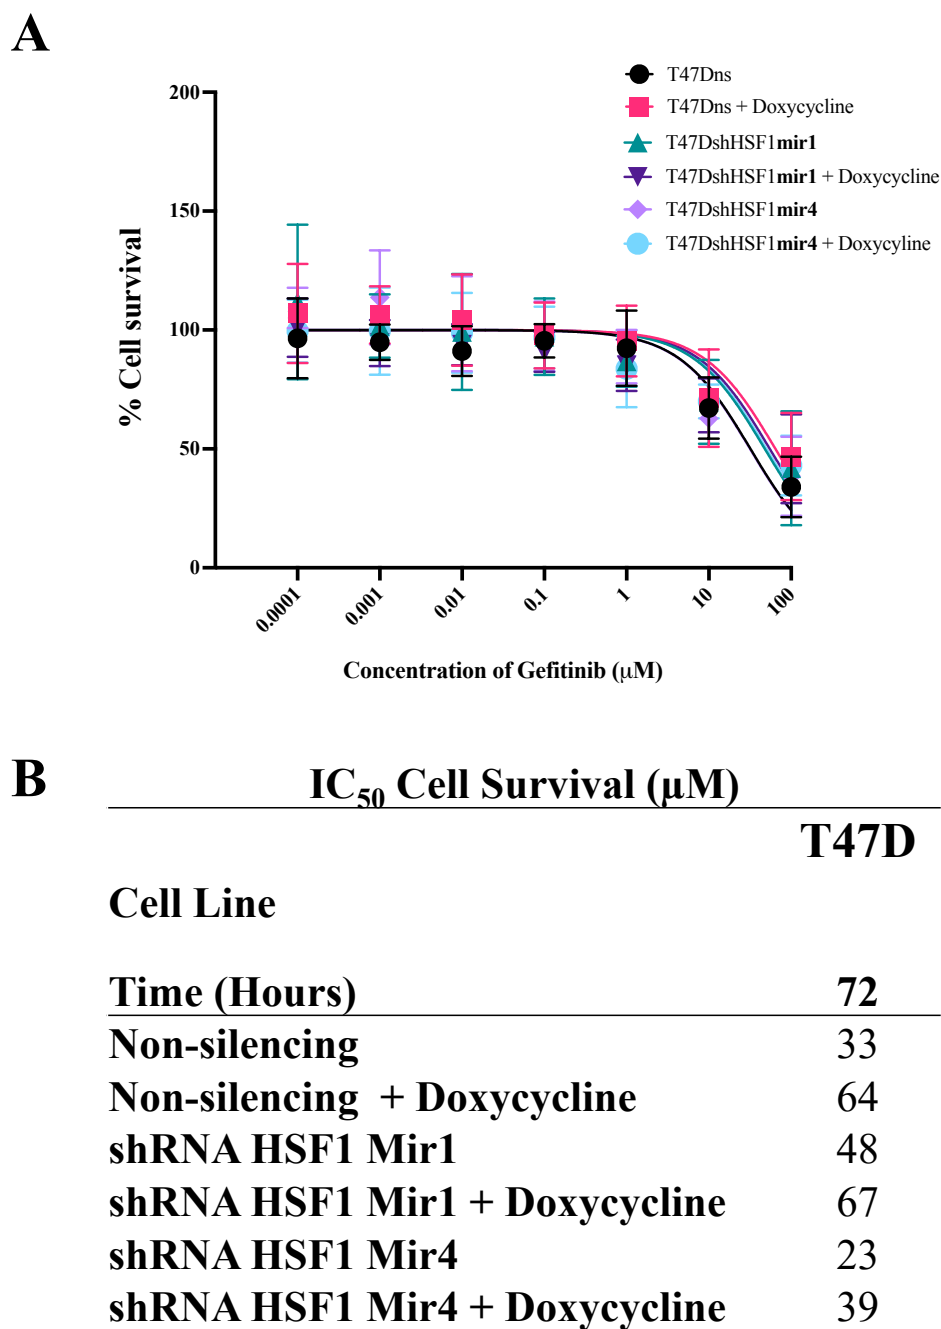 A
T47Dns
T47Dns + Doxycycline
T47DshHSF1mir1
T47DshHSF1mir1 + Doxycycline
T47DshHSF1mir4
T47DshHSF1mir4 + Doxycyline
% Cell survival
200
150
100
50
0
0.0001 0.001 0.01 0.1 1 10 100
Concentration of Gefitinib (µM)
B
IC50 Cell Survival (µM)
T47D
Cell Line
Time (Hours) 72
Non-silencing 33
Non-silencing + Doxycycline 64
shRNA HSF1 Mir1 48
shRNA HSF1 Mir1 + Doxycycline 67
shRNA HSF1 Mir4 23
shRNA HSF1 Mir4 + Doxycycline 39